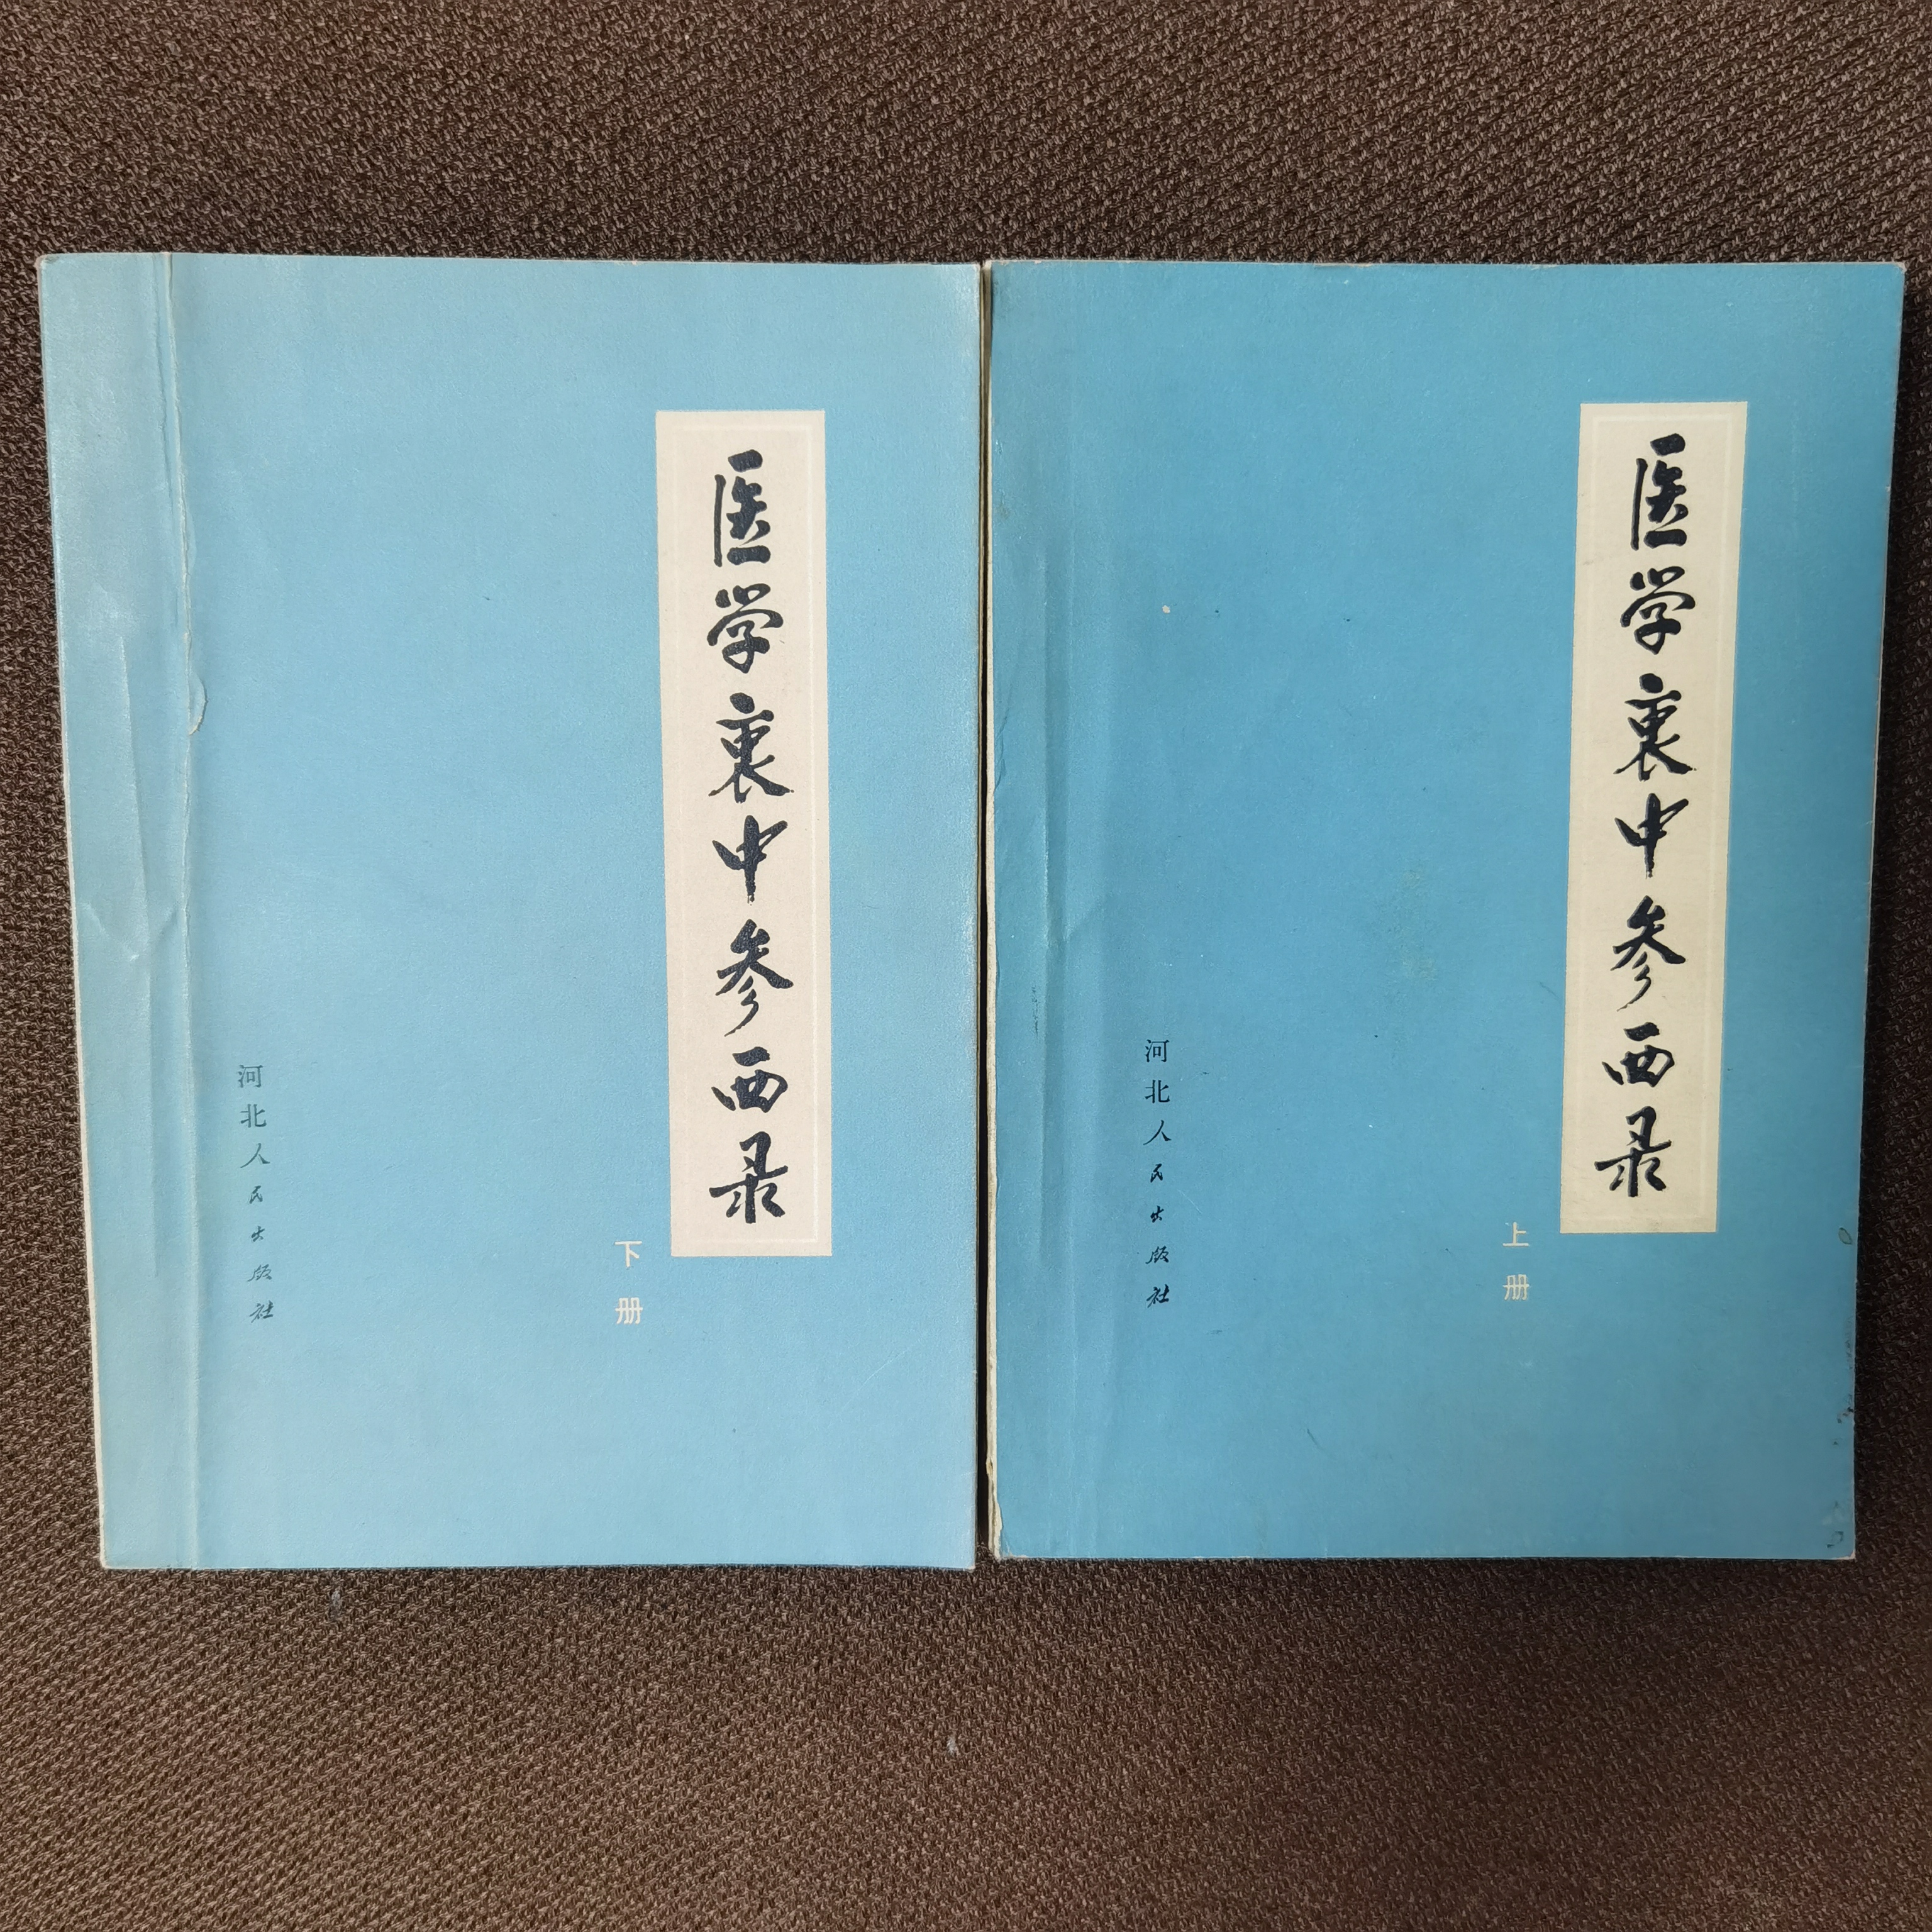 医学衷中参西录
下册
河北人民出版社
医学衷中参西录
上册
河北人民出版社